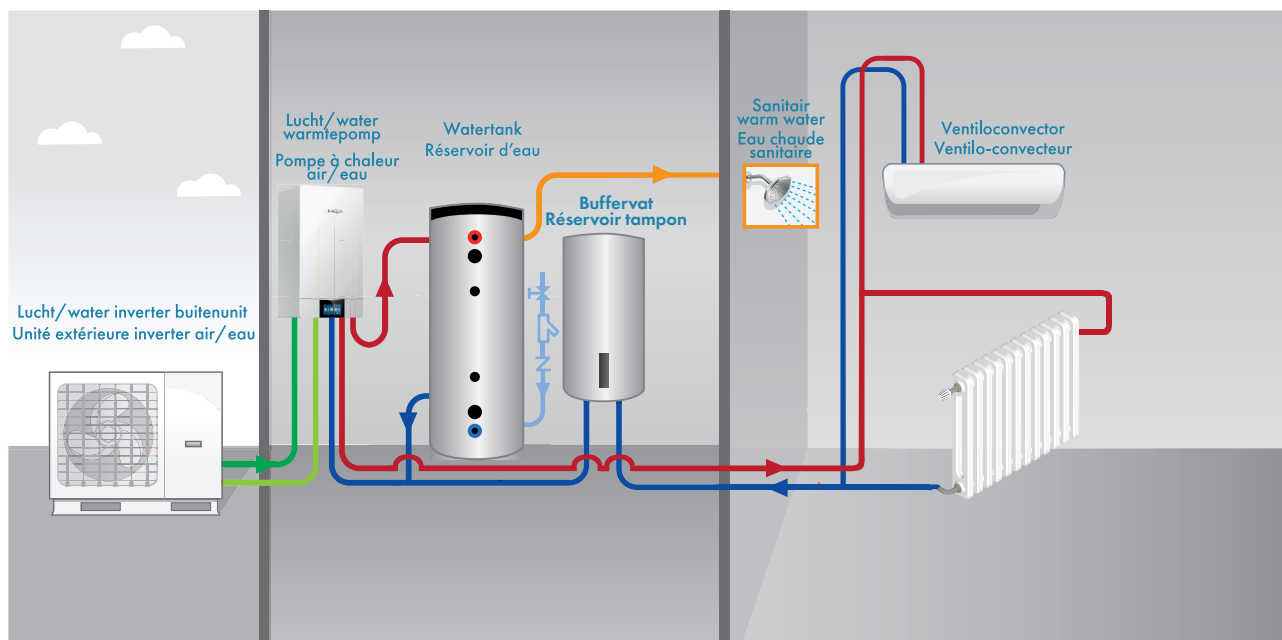 Lucht/water
warmtepomp
Pompe à chaleur
air/eau
Watertank
Réservoir d'eau
Buffervat
Réservoir tampon
Sanitair
warm water
Eau chaude
sanitaire
Ventiloconvector
Ventilo-convecteur
Lucht/water inverter buitenunit
Unité extérieure inverter air/eau